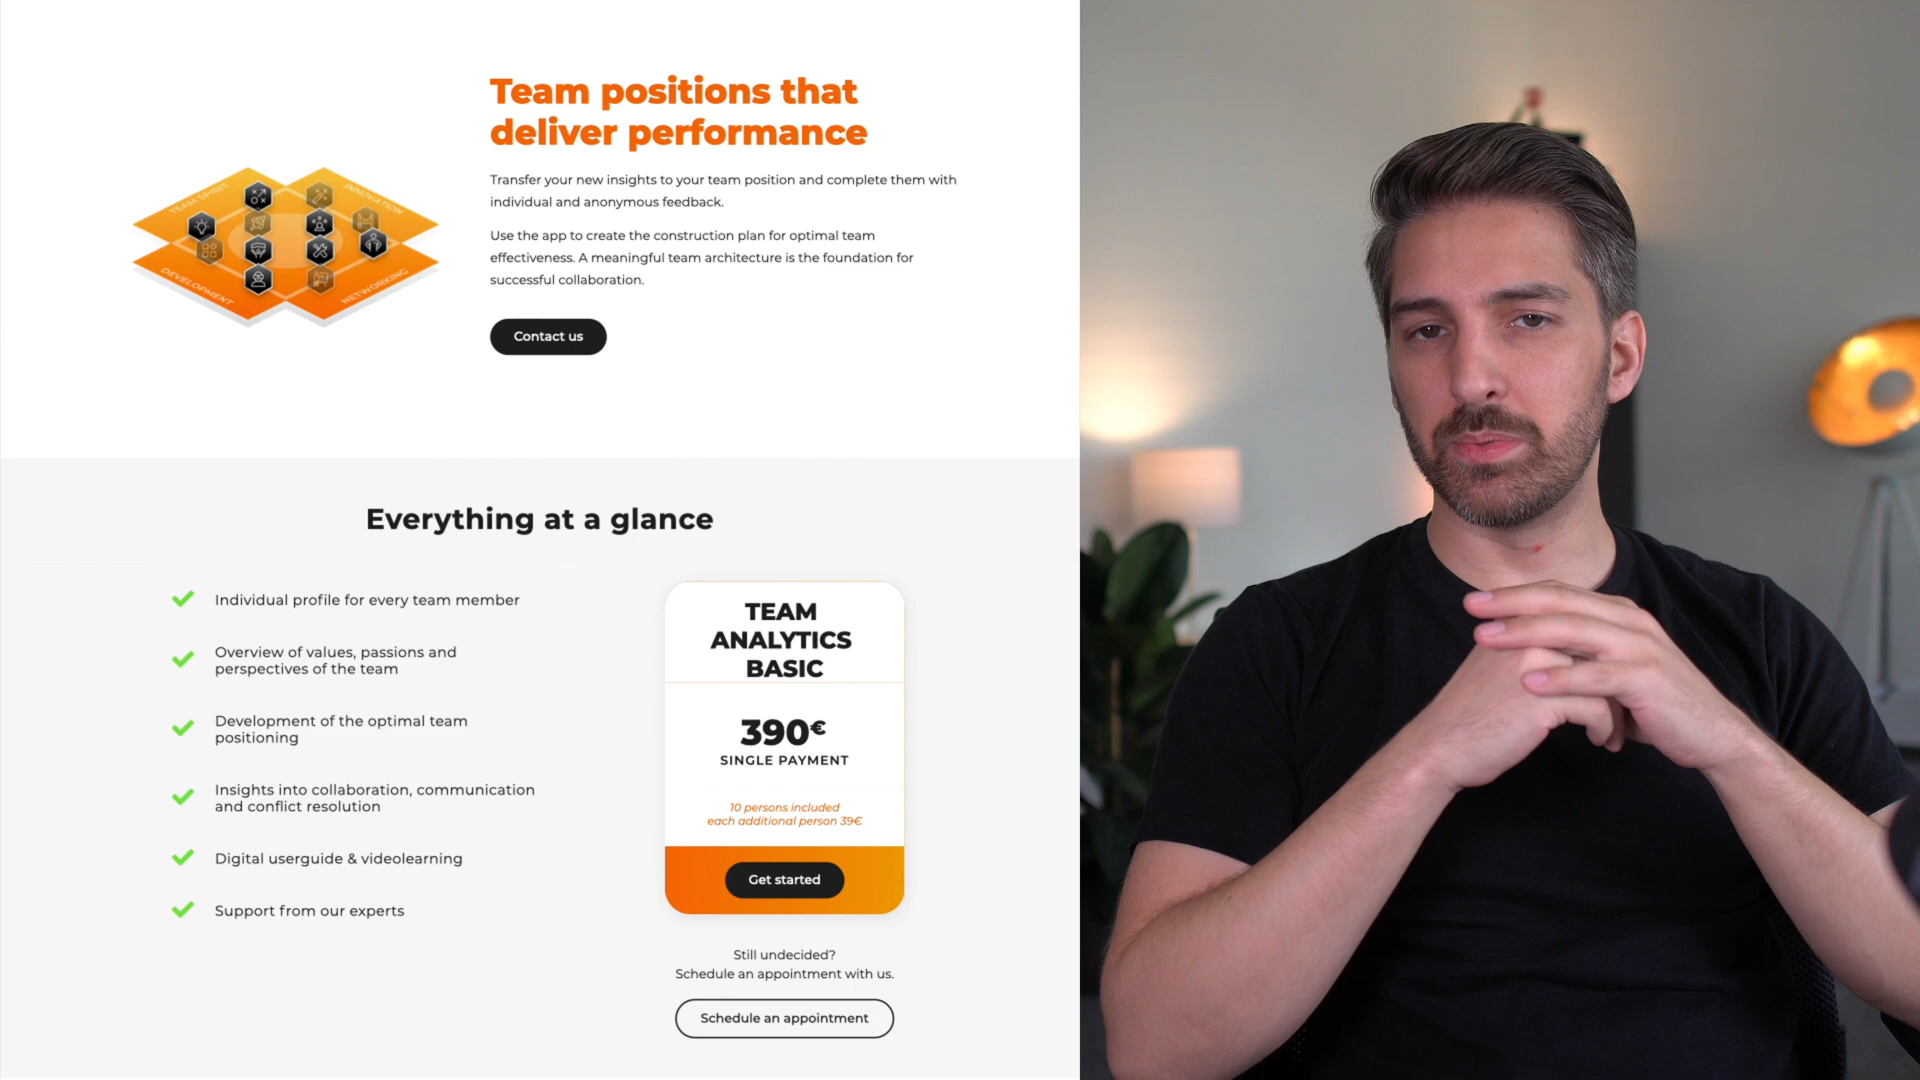 Team positions that
deliver performance
Transfer your new insights to your team position and complete them with
individual and anonymous feedback.
Use the app to create the construction plan for optimal team
effectiveness. A meaningful team architecture is the foundation for
successful collaboration.
Contact us
TEAM SPIRIT
INNOVATION
DEVELOPMENT
NETWORKING
Everything at a glance
Individual profile for every team member
Overview of values, passions and
perspectives of the team
Development of the optimal team
positioning
Insights into collaboration, communication
and conflict resolution
Digital userguide & videolearning
Support from our experts
TEAM
ANALYTICS
BASIC
390€
SINGLE PAYMENT
10 persons included
each additional person 39€
Get started
Still undecided?
Schedule an appointment with us.
Schedule an appointment